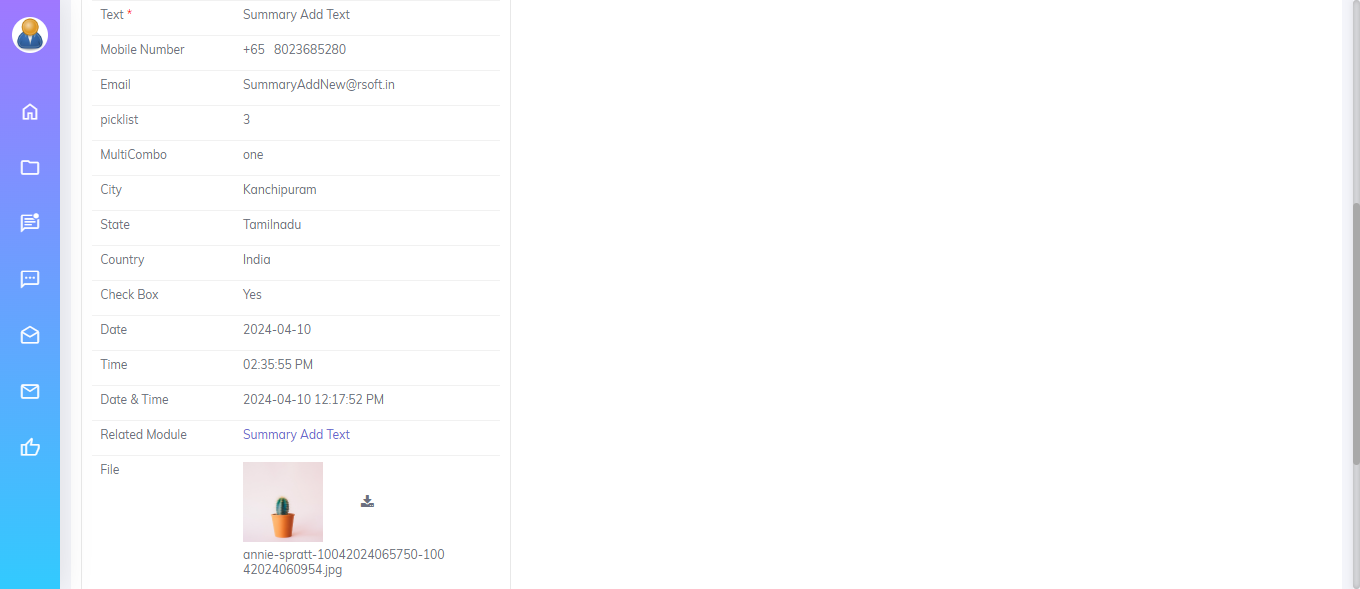 Text * Summary Add Text
Mobile Number +65 8023685280
Email SummaryAddNew@rsoft.in
picklist 3
MultiCombo one
City Kanchipuram
State Tamilnadu
Country India
Check Box Yes
Date 2024-04-10
Time 02:35:55 PM
Date & Time 2024-04-10 12:17:52 PM
Related Module Summary Add Text
File
annie-spratt-10042024065750-100
42024060954.jpg